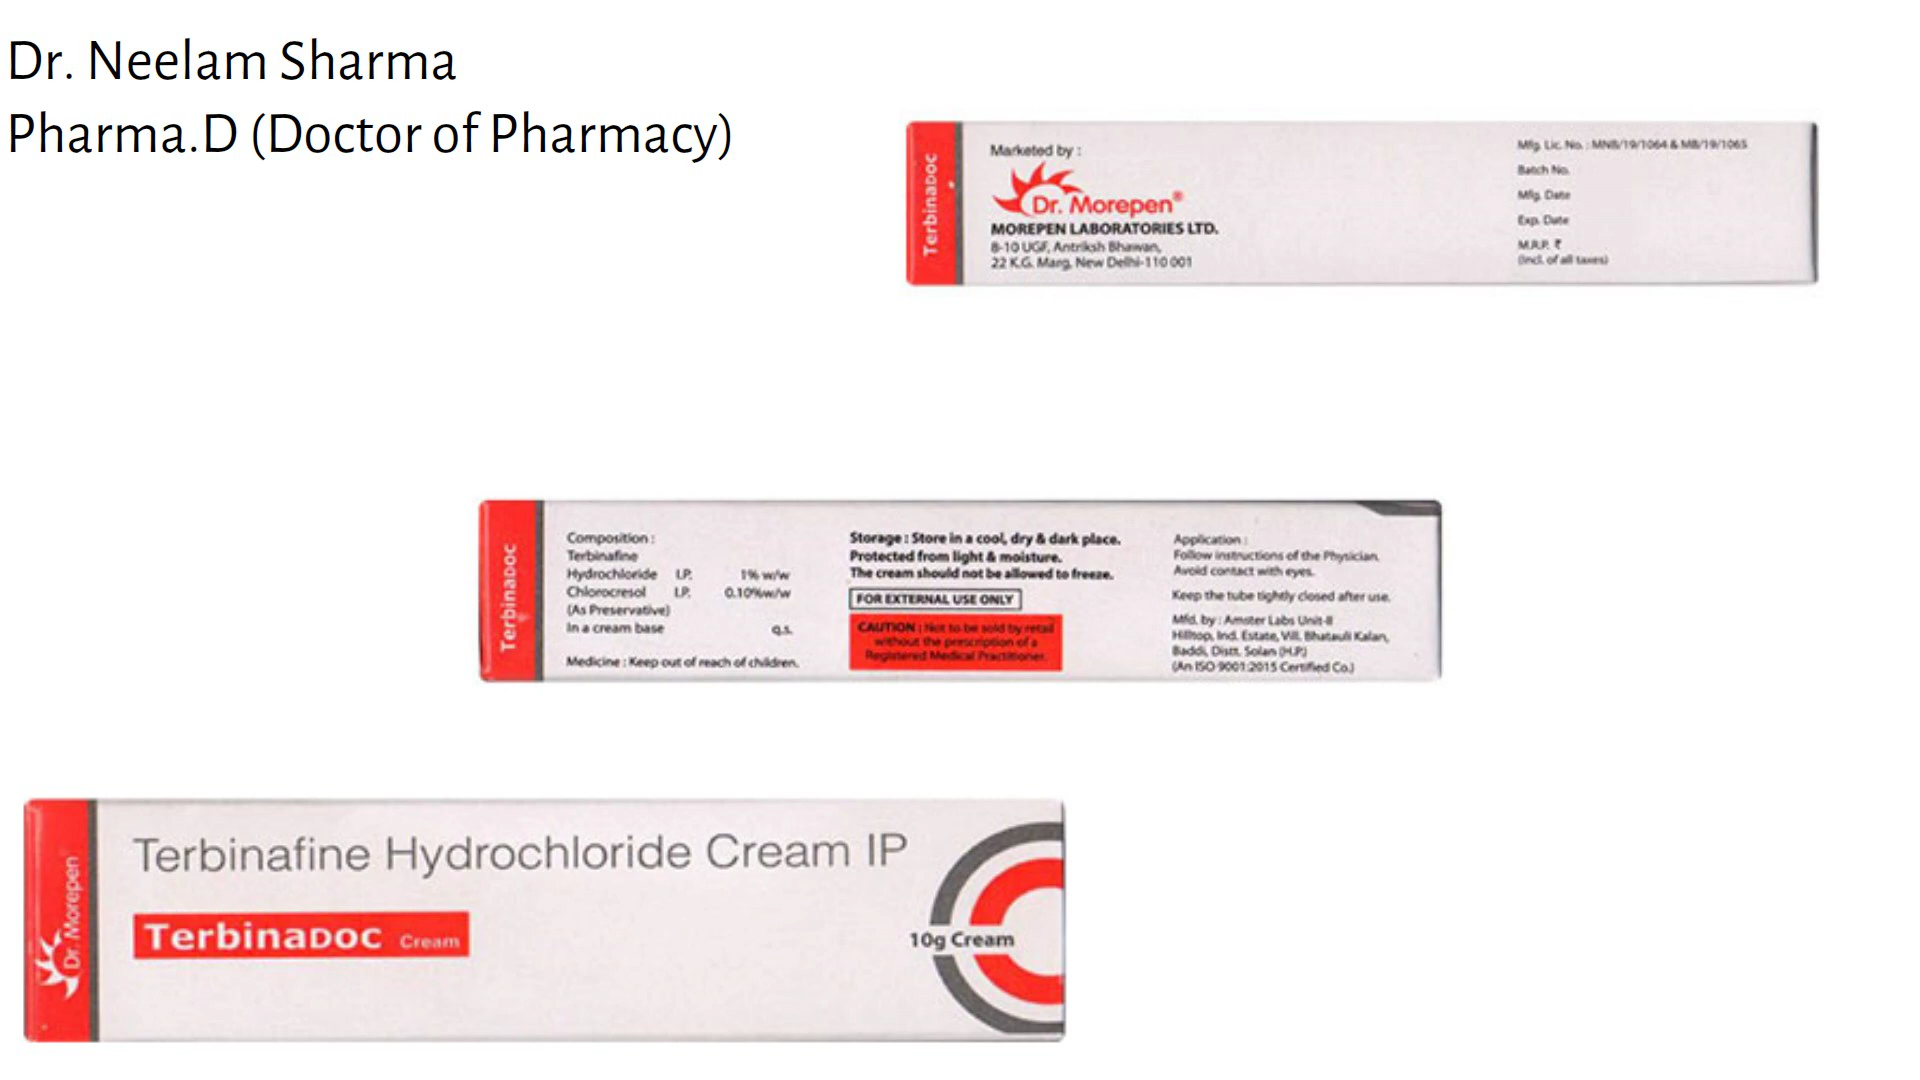 Dr. Neelam Sharma
Pharma.D (Doctor of Pharmacy)
TerbinaDOC
Marketed by :
Dr. Morepen®
MOREPEN LABORATORIES LTD.
8-10 UGF, Antriksh Bhawan,
22 K.G. Marg, New Delhi-110 001
Mfg. Lic. No. : MNB/19/1064 & MB/19/1065
Batch No.
Mfg. Date
Exp. Date
M.R.P. ₹
(Incl. of all taxes)
TerbinaDOC
Composition :
Terbinafine
Hydrochloride I.P. 1% w/w
Chlorocresol I.P. 0.10%w/w
(As Preservative)
In a cream base q.s.
Medicine : Keep out of reach of children.
Storage : Store in a cool, dry & dark place.
Protected from light & moisture.
The cream should not be allowed to freeze.
FOR EXTERNAL USE ONLY
CAUTION : Not to be sold by retail
without the prescription of a
Registered Medical Practitioner.
Application :
Follow instructions of the Physician.
Avoid contact with eyes.
Keep the tube tightly closed after use.
Mfd. by : Amster Labs Unit-II
Hilltop, Ind. Estate, Vill. Bhatauli Kalan,
Baddi, Distt. Solan (H.P.)
(An ISO 9001:2015 Certified Co.)
Dr. Morepen
Terbinafine Hydrochloride Cream IP
TerbinaDOC Cream
10g Cream